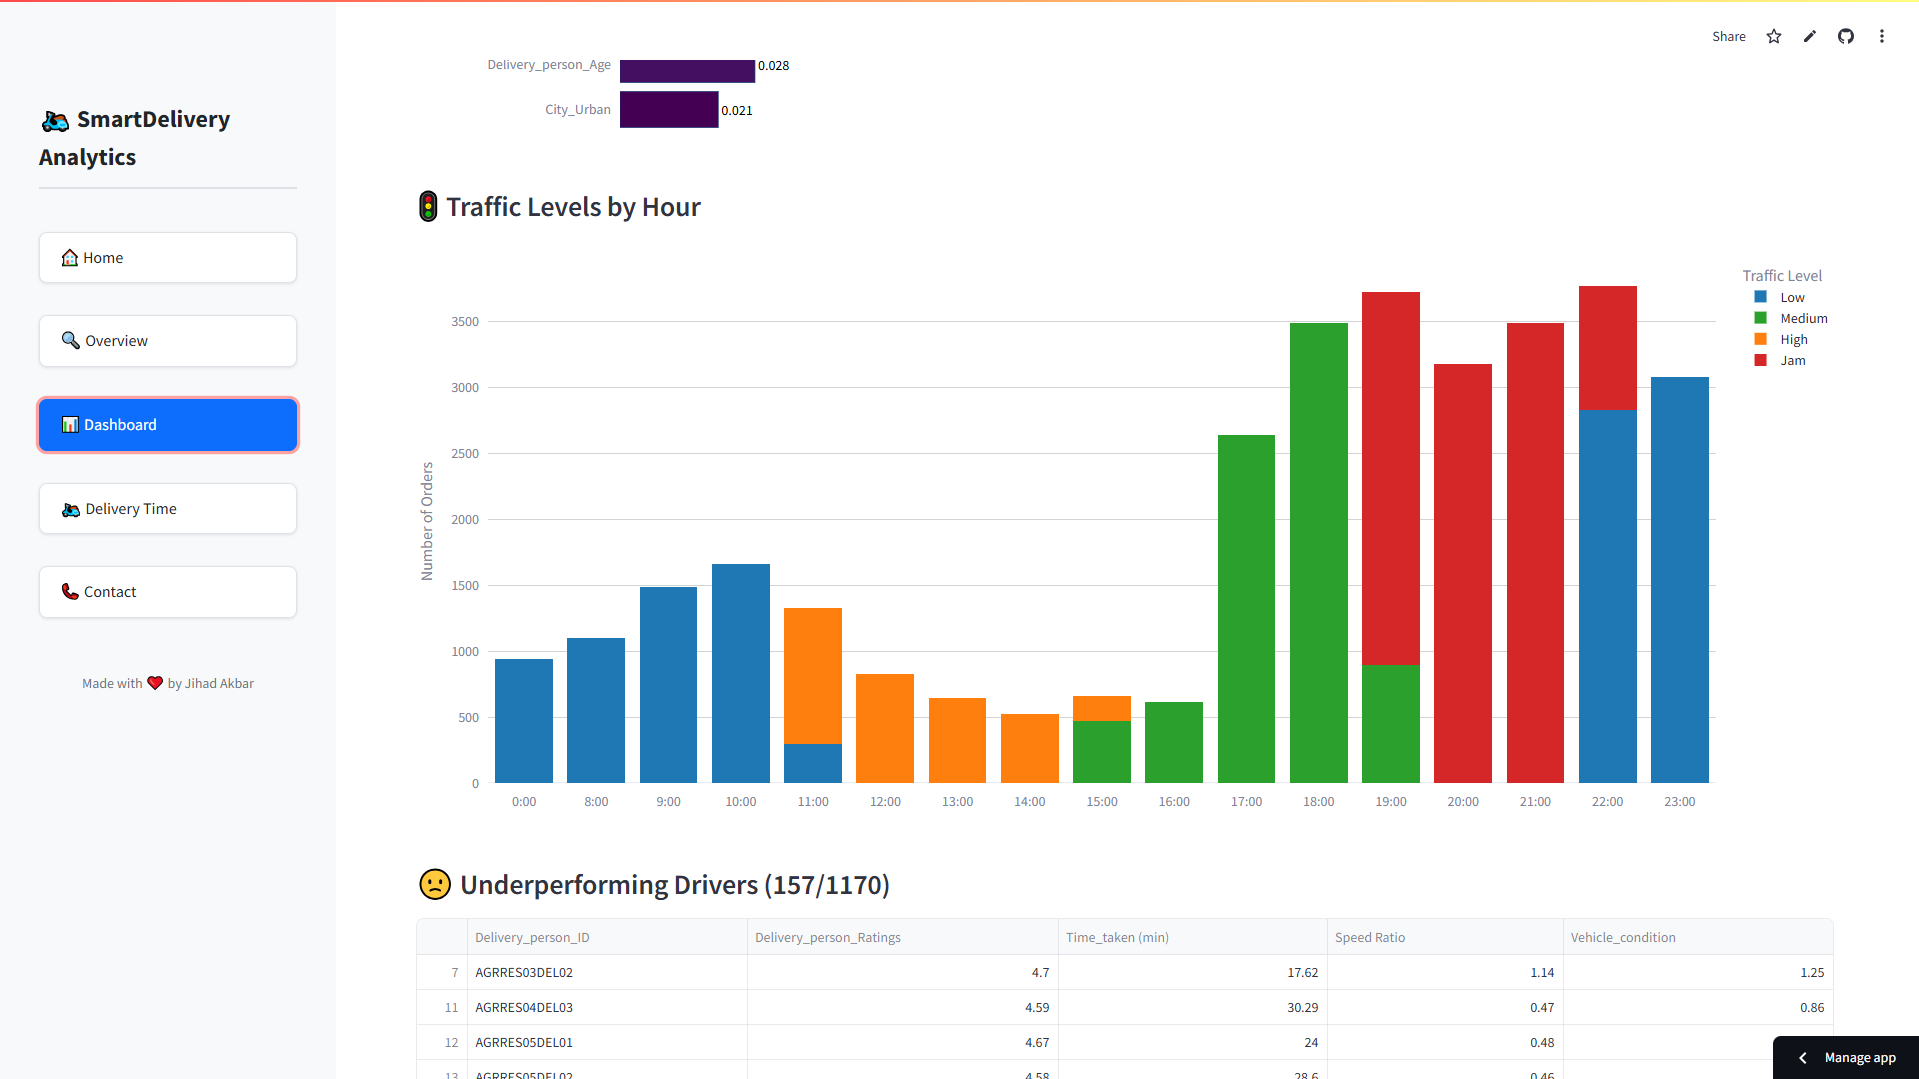 Share
SmartDelivery
Analytics
Home
Overview
Dashboard
Delivery Time
Contact
Made with ❤️ by Jihad Akbar
Delivery_person_Age 0.028
City_Urban 0.021
Traffic Levels by Hour
Traffic Level
Low
Medium
High
Jam
Number of Orders
3500
3000
2500
2000
1500
1000
500
0
0:00 8:00 9:00 10:00 11:00 12:00 13:00 14:00 15:00 16:00 17:00 18:00 19:00 20:00 21:00 22:00 23:00
Underperforming Drivers (157/1170)
Delivery_person_ID Delivery_person_Ratings Time_taken (min) Speed Ratio Vehicle_condition
7 AGRRES03DEL02 4.7 17.62 1.14 1.25
11 AGRRES04DEL03 4.59 30.29 0.47 0.86
12 AGRRES05DEL01 4.67 24 0.48
13 AGRRES05DEL02 4.58 28.6 0.46
Manage app